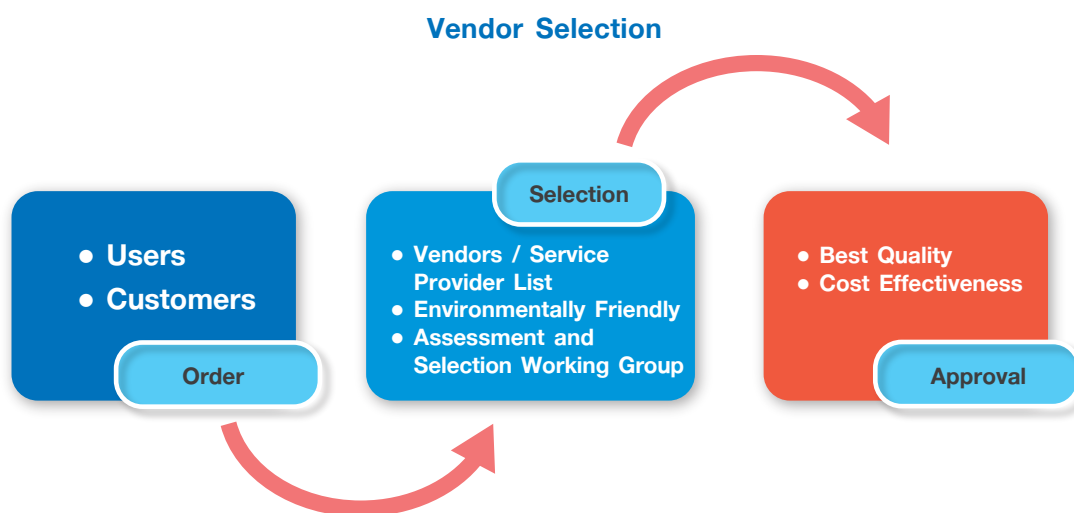 Vendor Selection
● Users
● Customers
Order
Selection
● Vendors / Service
Provider List
● Environmentally Friendly
● Assessment and
Selection Working Group
● Best Quality
● Cost Effectiveness
Approval